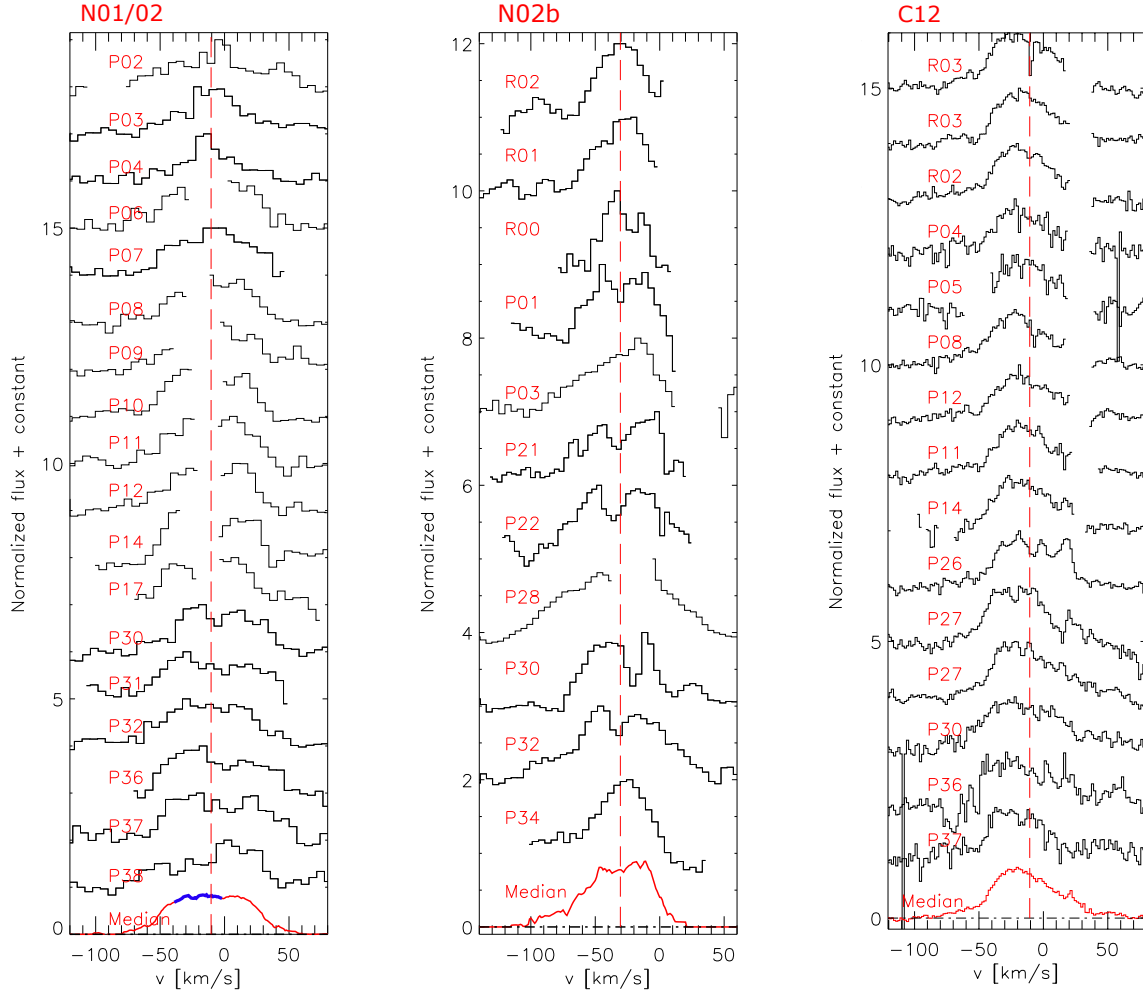 N01/02
N02b
C12
P02
P03
P04
P06
P07
P08
P09
P10
P11
P12
P14
P17
P30
P31
P32
P36
P37
P38
Median
15
10
5
0
Normalized flux + constant
−100 −50 0 50
v [km/s]
R02
R01
R00
P01
P03
P21
P22
P28
P30
P32
P34
Median
12
10
8
6
4
2
0
Normalized flux + constant
−100 −50 0 50
v [km/s]
R03
R03
R02
P04
P05
P08
P12
P11
P14
P26
P27
P27
P30
P36
P37
Median
15
10
5
0
Normalized flux + constant
−100 −50 0 50
v [km/s]